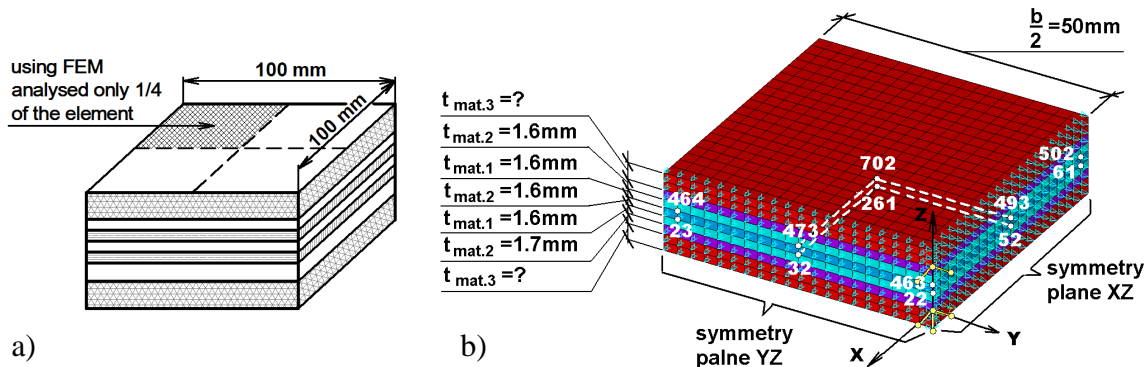 using FEM
analysed only 1/4
of the element
100 mm
100 mm
a)
b/2 =50mm
t mat.3 =?
t mat.2 =1.6mm
t mat.1 =1.6mm
t mat.2 =1.6mm
t mat.1 =1.6mm
t mat.2 =1.7mm
t mat.3 =?
702
261
502
61
464
23
473
32
493
52
463
22
Z
Y
X
symmetry
plane XZ
symmetry
palne YZ
b)